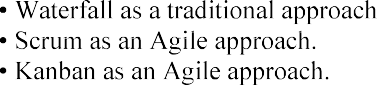 • Waterfall as a traditional approach
• Scrum as an Agile approach.
• Kanban as an Agile approach.